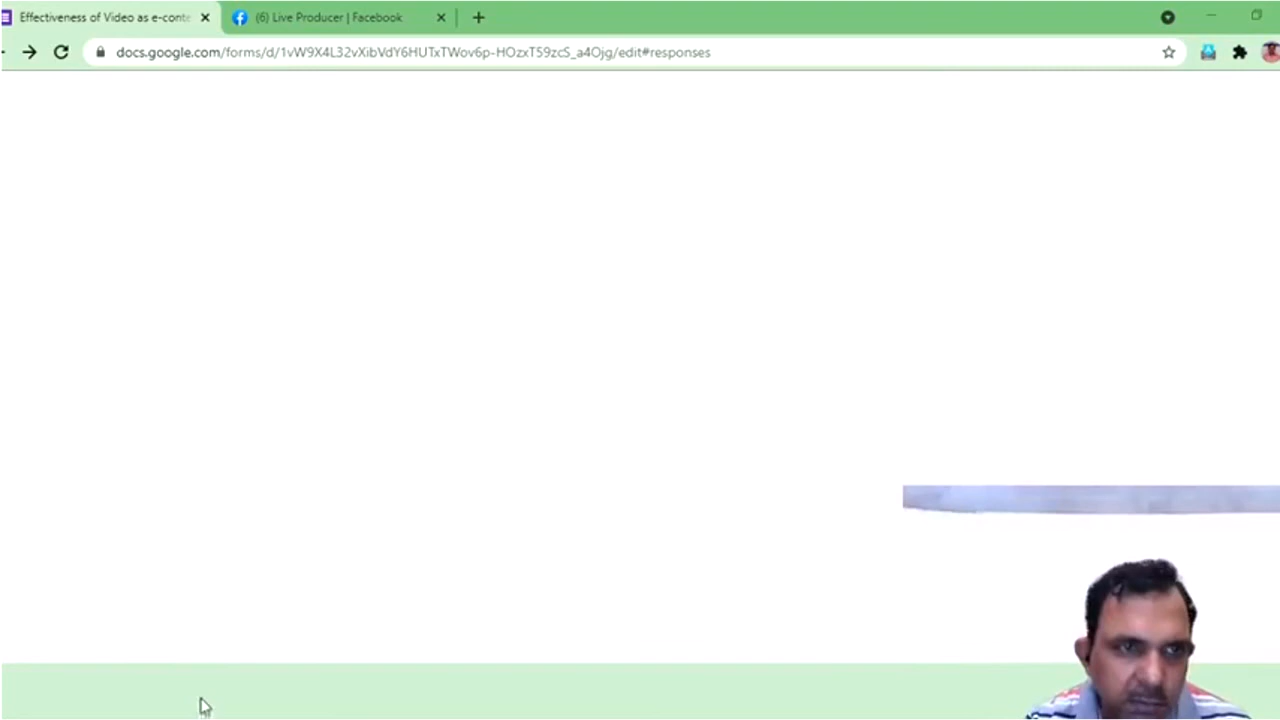 Effectiveness of Video as e-conte
(6) Live Producer | Facebook
docs.google.com/forms/d/1vW9X4L32vXibVdY6HUTxTWov6p-HOzxT59zcS_a4Ojg/edit#responses